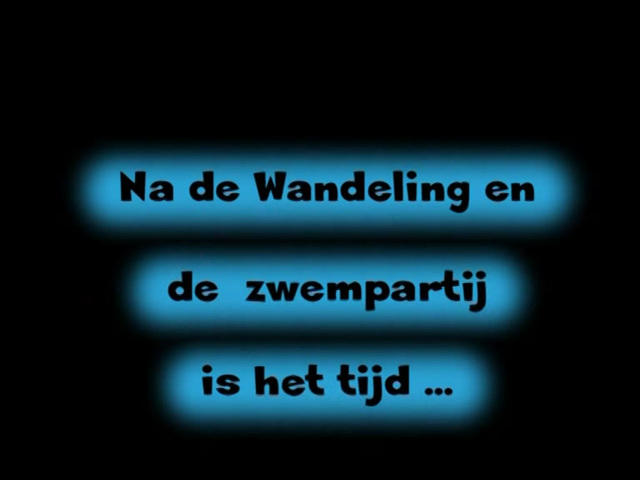 Na de Wandeling en
de zwempartij
is het tijd ...